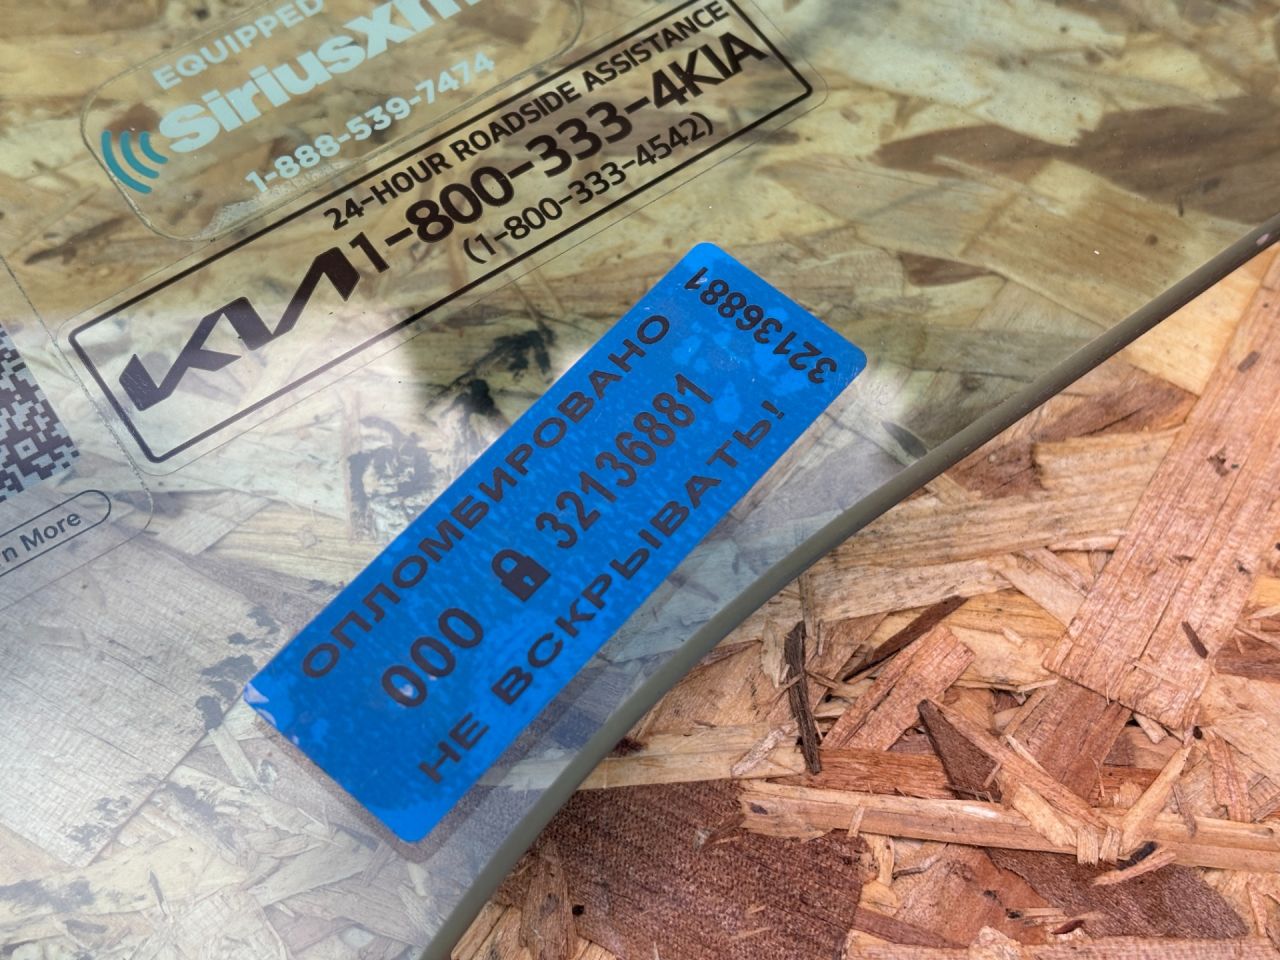 EQUIPPED
SiriusXM
1-888-539-7474
24-HOUR ROADSIDE ASSISTANCE
KIA 1-800-333-4KIA
(1-800-333-4542)
32136881
ОПЛОМБИРОВАНО
000 32136881
НЕ ВСКРЫВАТЬ!
More